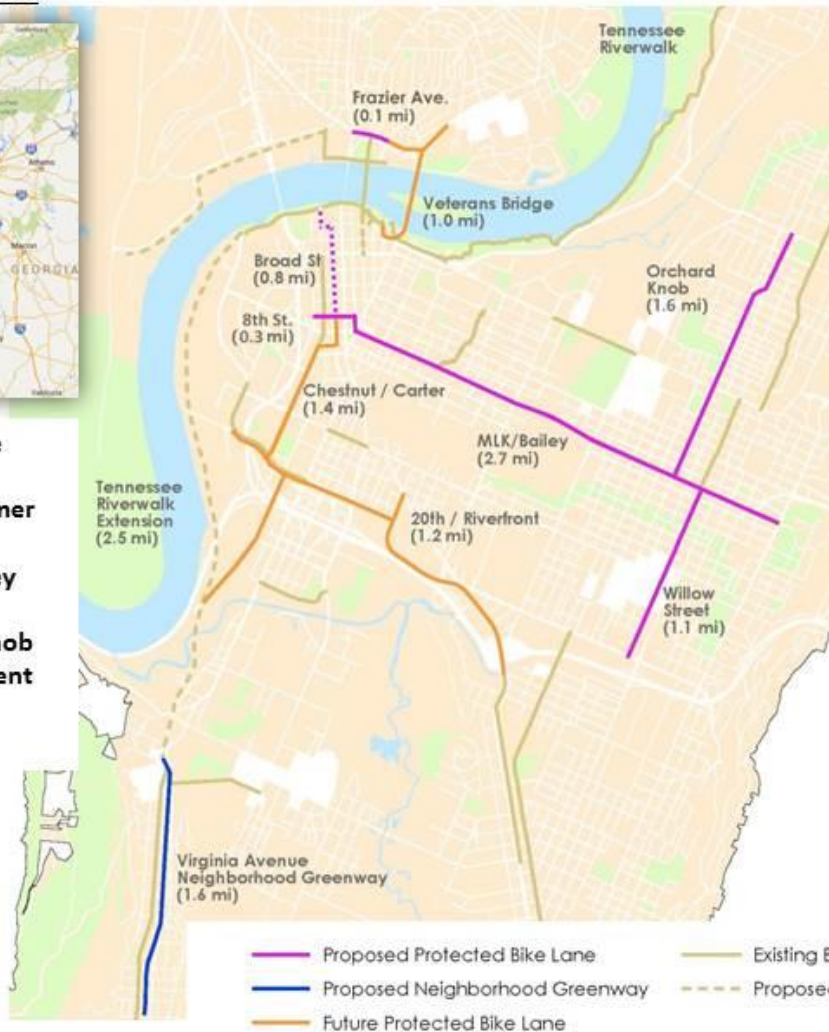 Tennessee
Riverwalk
Frazier Ave.
(0.1 mi)
Veterans Bridge
(1.0 mi)
Broad St
(0.8 mi)
Orchard
Knob
(1.6 mi)
8th St.
(0.3 mi)
Chestnut / Carter
(1.4 mi)
MLK/Bailey
(2.7 mi)
Tennessee
Riverwalk
Extension
(2.5 mi)
20th / Riverfront
(1.2 mi)
Willow
Street
(1.1 mi)
Virginia Avenue
Neighborhood Greenway
(1.6 mi)
Athens
Macon
GEORGIA
Valdosta
ner
ey
nob
ent
Proposed Protected Bike Lane
Existing B
Proposed Neighborhood Greenway
Propose
Future Protected Bike Lane